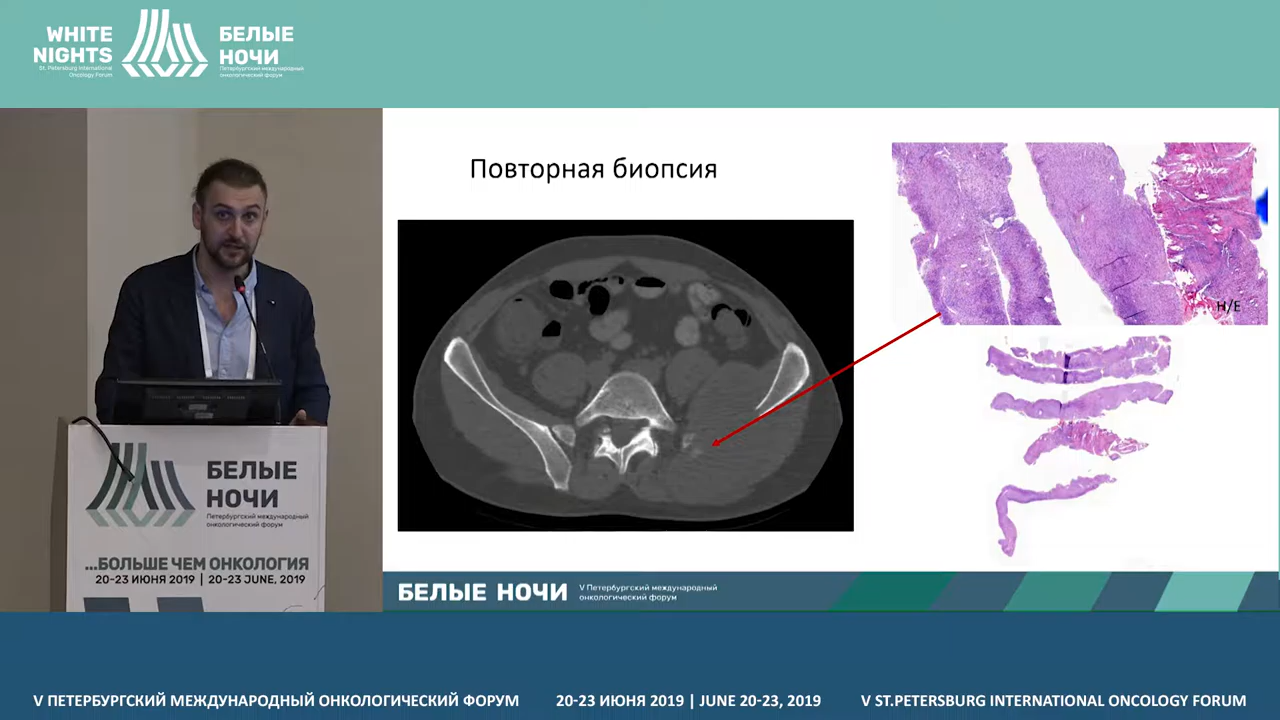 WHITE
NIGHTS
St. Petersburg International
Oncology Forum
БЕЛЫЕ
НОЧИ
Петербургский международный
онкологический форум
Повторная биопсия
H/E
БЕЛЫЕ
НОЧИ
Петербургский международный
онкологический форум
...БОЛЬШЕ ЧЕМ ОНКОЛОГИЯ
20-23 ИЮНЯ 2019 | 20-23 JUNE, 2019
БЕЛЫЕ НОЧИ
V Петербургский международный
онкологический форум
V ПЕТЕРБУРГСКИЙ МЕЖДУНАРОДНЫЙ ОНКОЛОГИЧЕСКИЙ ФОРУМ
20-23 ИЮНЯ 2019 | JUNE 20-23, 2019
V ST.PETERSBURG INTERNATIONAL ONCOLOGY FORUM